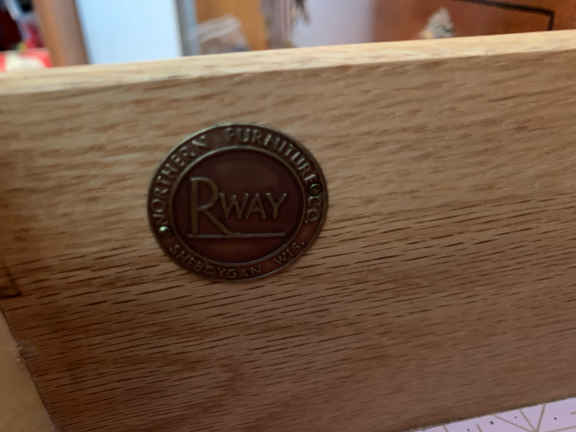 NORTHERN FURNITURE CO
RWAY
SHEBOYGAN WIS.